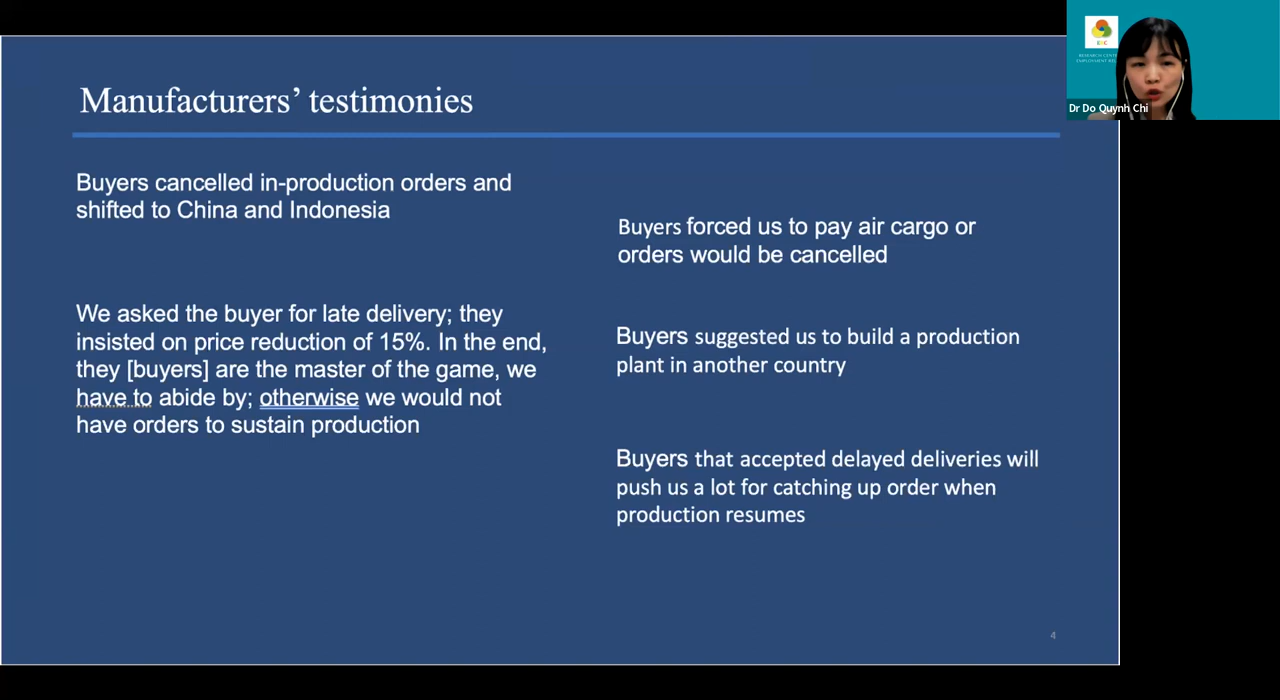 Manufacturers’ testimonies
Buyers cancelled in-production orders and
shifted to China and Indonesia
We asked the buyer for late delivery; they
insisted on price reduction of 15%. In the end,
they [buyers] are the master of the game, we
have to abide by; otherwise we would not
have orders to sustain production
Buyers forced us to pay air cargo or
orders would be cancelled
Buyers suggested us to build a production
plant in another country
Buyers that accepted delayed deliveries will
push us a lot for catching up order when
production resumes
4
Dr Do Quynh Chi